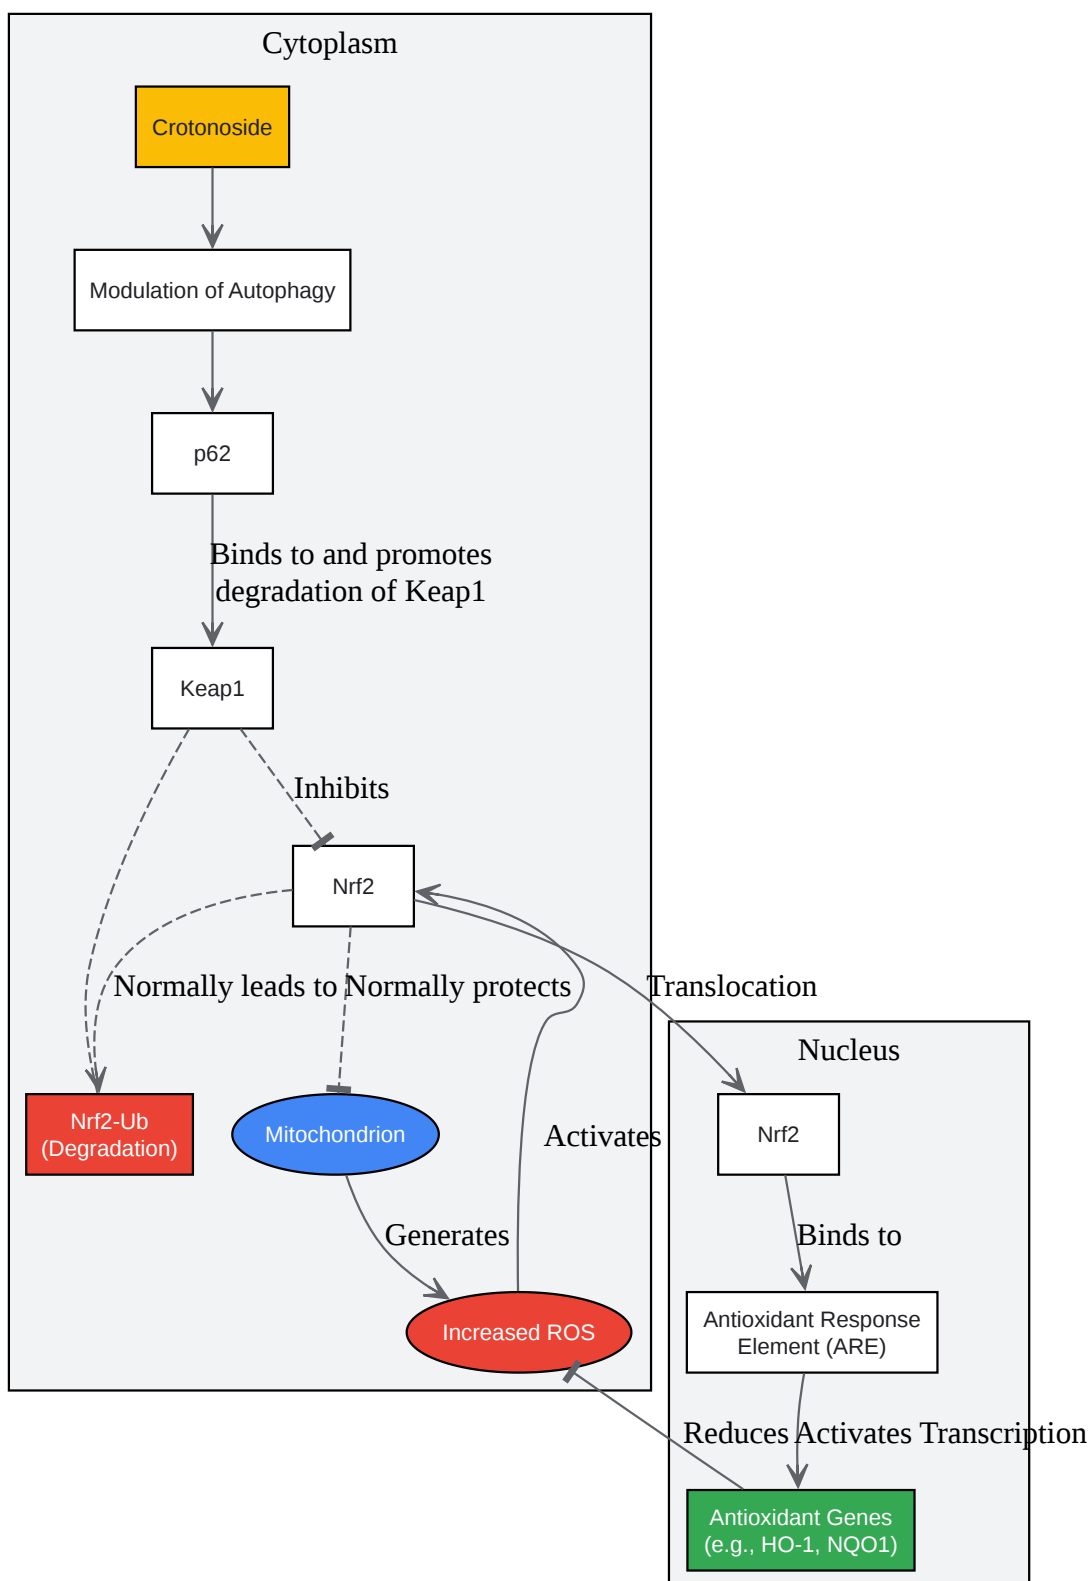 Cytoplasm
Crotonoside
Modulation of Autophagy
p62
Binds to and promotes
degradation of Keap1
Keap1
Inhibits
Nrf2
Normally leads to
Normally protects
Translocation
Nucleus
Nrf2-Ub
(Degradation)
Mitochondrion
Activates
Nrf2
Generates
Binds to
Increased ROS
Antioxidant Response
Element (ARE)
Reduces
Activates Transcription
Antioxidant Genes
(e.g., HO-1, NQO1)